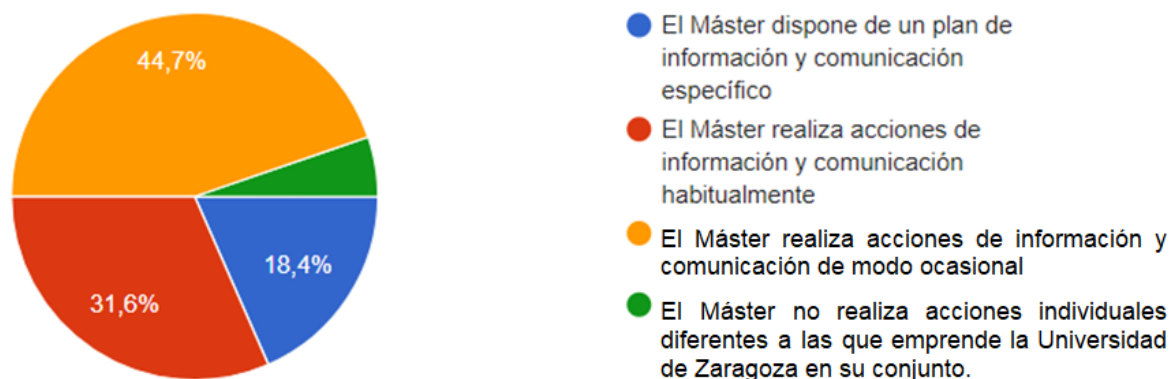 44,7%
18,4%
31,6%
El Máster dispone de un plan de
información y comunicación
específico
El Máster realiza acciones de
información y comunicación
habitualmente
El Máster realiza acciones de información y
comunicación de modo ocasional
El Máster no realiza acciones individuales
diferentes a las que emprende la Universidad
de Zaragoza en su conjunto.